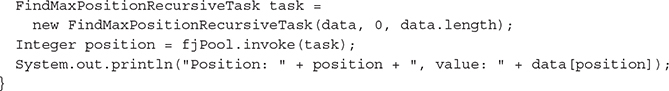 FindMaxPositionRecursiveTask task =
new FindMaxPositionRecursiveTask(data, 0, data.length);
Integer position = fjPool.invoke(task);
System.out.println("Position: " + position + ", value: " + data[position]);
}